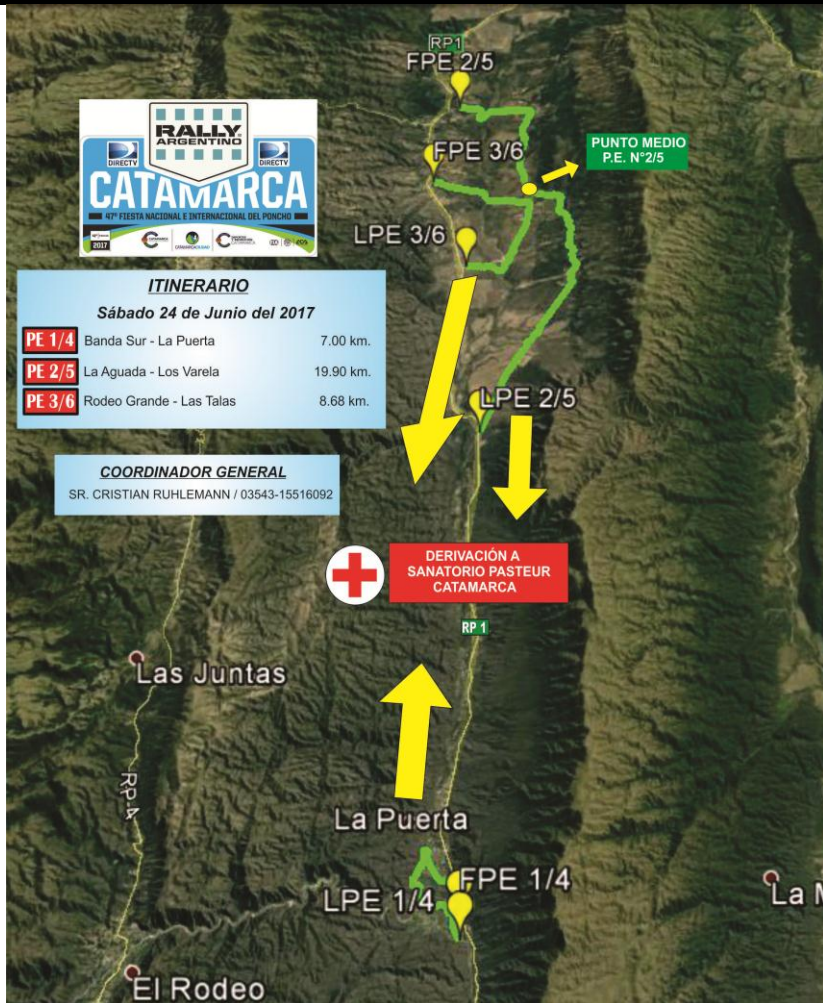 RP1
FPE 2/5
RALLY
ARGENTINO
DIRECTV
DIRECTV
CATAMARCA
47º FIESTA NACIONAL E INTERNACIONAL DEL PONCHO
2017
FPE 3/6
PUNTO MEDIO
P.E. N°2/5
LPE 3/6
ITINERARIO
Sábado 24 de Junio del 2017
PE 1/4 Banda Sur - La Puerta 7.00 km.
PE 2/5 La Aguada - Los Varela 19.90 km.
PE 3/6 Rodeo Grande - Las Talas 8.68 km.
LPE 2/5
COORDINADOR GENERAL
SR. CRISTIAN RUHLEMANN / 03543-15516092
DERIVACIÓN A
SANATORIO PASTEUR
CATAMARCA
RP 1
Las Juntas
RP.4
La Puerta
FPE 1/4
LPE 1/4
La M
El Rodeo